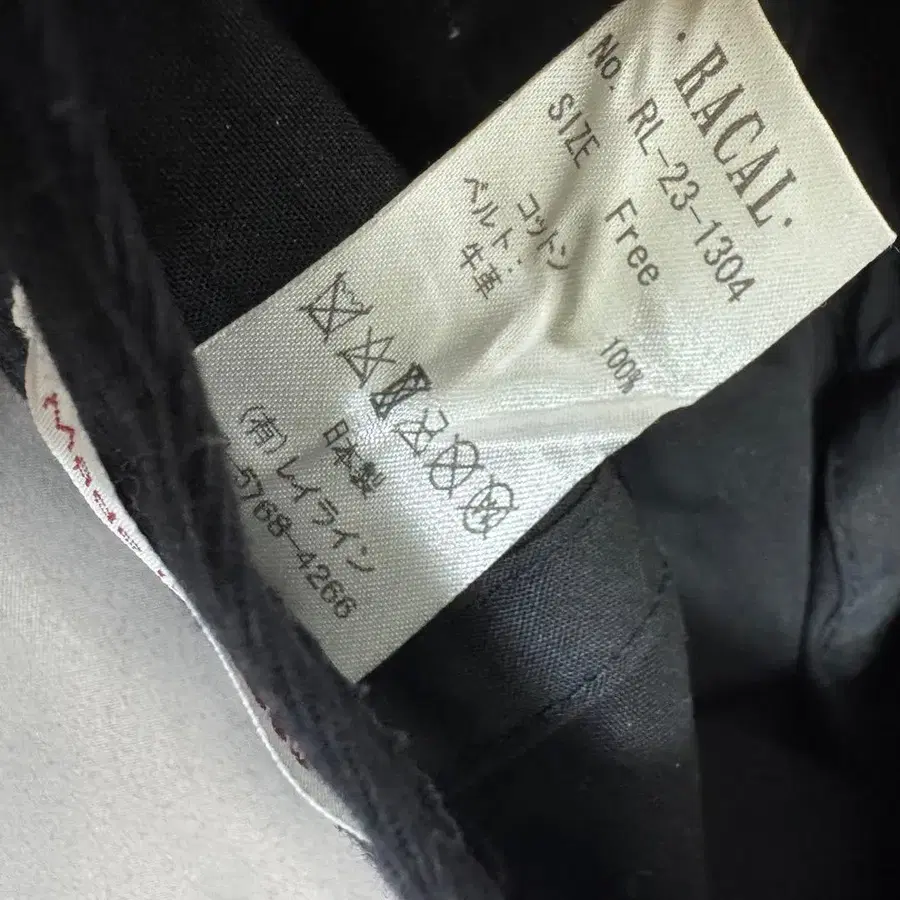 ·RACAL·
No. RL-23-1304
SIZE Free
コットン 100%
ベルト:
牛革
日本製
(有)レイライン
-5768-4266